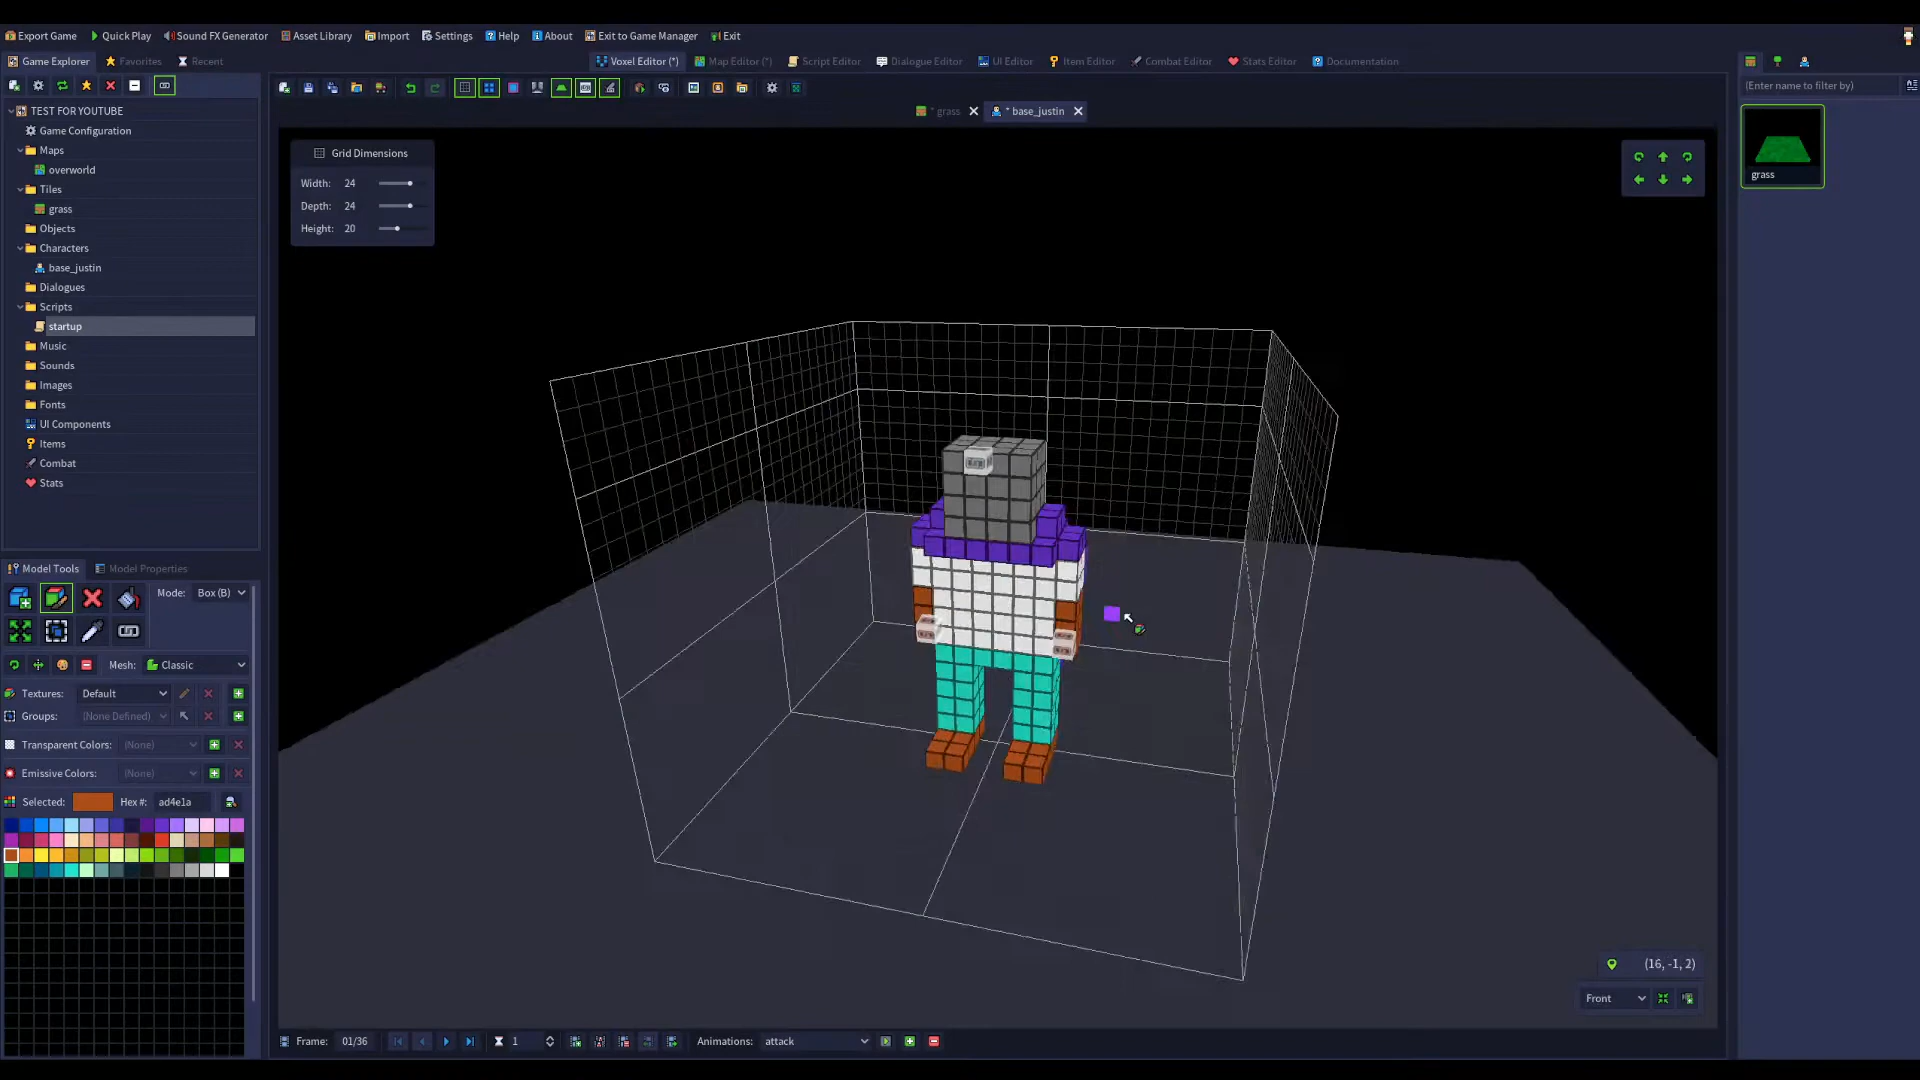 Export Game Quick Play Sound FX Generator Asset Library Import Settings Help About Exit to Game Manager Exit
Game Explorer Favorites Recent
Voxel Editor (*) Map Editor (*) Script Editor Dialogue Editor UI Editor Item Editor Combat Editor Stats Editor Documentation
(Enter name to filter by)
* grass * base_justin
grass
TEST FOR YOUTUBE
Game Configuration
Maps
overworld
Tiles
grass
Objects
Characters
base_justin
Dialogues
Scripts
startup
Music
Sounds
Images
Fonts
UI Components
Items
Combat
Stats
Grid Dimensions
Width: 24
Depth: 24
Height: 20
Model Tools Model Properties
Mode: Box (B)
Mesh: Classic
Textures: Default
Groups: (None Defined)
Transparent Colors: (None)
Emissive Colors: (None)
Selected: Hex #: ad4e1a
(16, -1, 2)
Front
Frame: 01/36 1 Animations: attack